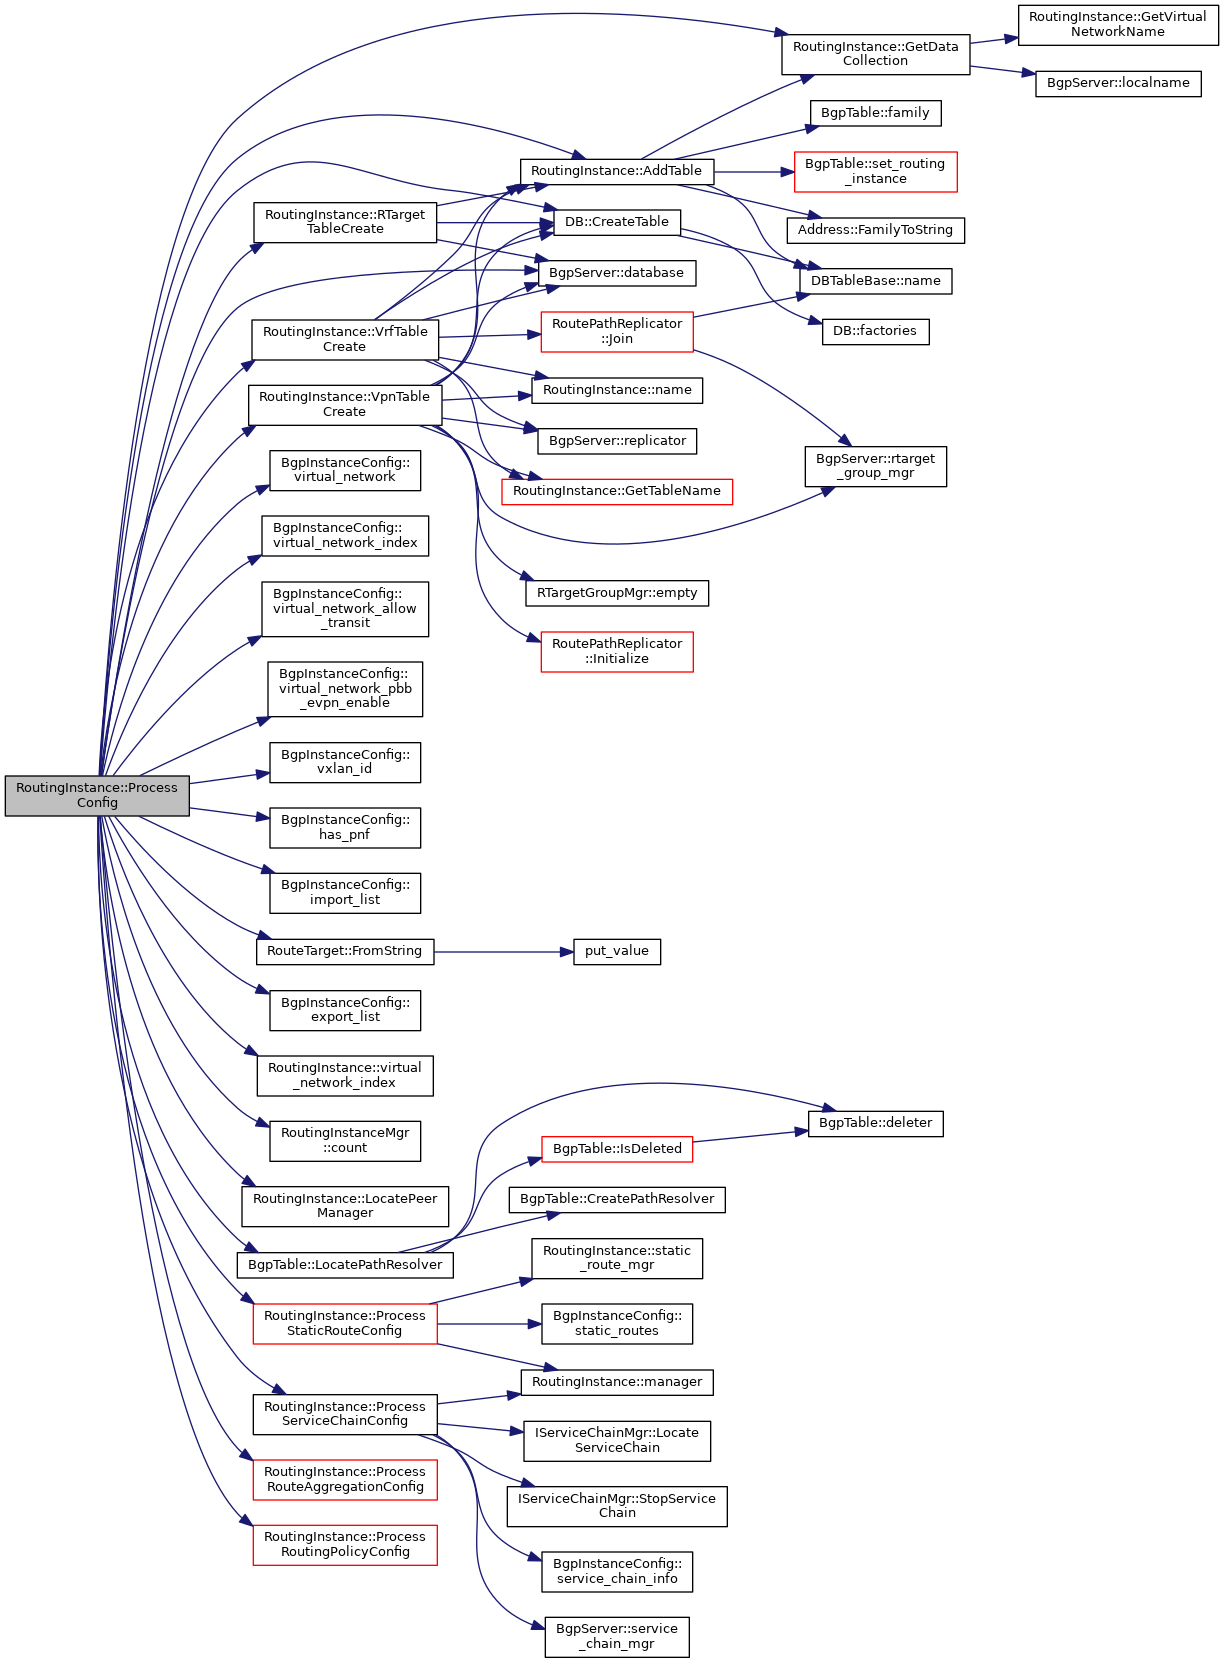 RoutingInstance::GetVirtual
NetworkName
RoutingInstance::GetData
Collection
BgpServer::localname
BgpTable::family
RoutingInstance::AddTable
BgpTable::set_routing
_instance
RoutingInstance::RTarget
TableCreate
DB::CreateTable
Address::FamilyToString
BgpServer::database
DBTableBase::name
RoutingInstance::VrfTable
Create
RoutePathReplicator
::Join
DB::factories
RoutingInstance::VpnTable
Create
RoutingInstance::name
BgpServer::replicator
BgpInstanceConfig::
virtual_network
BgpServer::rtarget
_group_mgr
RoutingInstance::GetTableName
BgpInstanceConfig::
virtual_network_index
BgpInstanceConfig::
virtual_network_allow
_transit
RTargetGroupMgr::empty
RoutePathReplicator
::Initialize
BgpInstanceConfig::
virtual_network_pbb
_evpn_enable
BgpInstanceConfig::
vxlan_id
RoutingInstance::Process
Config
BgpInstanceConfig::
has_pnf
BgpInstanceConfig::
import_list
RouteTarget::FromString
put_value
BgpInstanceConfig::
export_list
RoutingInstance::virtual
_network_index
RoutingInstanceMgr
::count
BgpTable::deleter
BgpTable::IsDeleted
RoutingInstance::LocatePeer
Manager
BgpTable::CreatePathResolver
BgpTable::LocatePathResolver
RoutingInstance::static
_route_mgr
RoutingInstance::Process
StaticRouteConfig
BgpInstanceConfig::
static_routes
RoutingInstance::manager
RoutingInstance::Process
ServiceChainConfig
IServiceChainMgr::Locate
ServiceChain
RoutingInstance::Process
RouteAggregationConfig
IServiceChainMgr::StopService
Chain
RoutingInstance::Process
RoutingPolicyConfig
BgpInstanceConfig::
service_chain_info
BgpServer::service
_chain_mgr